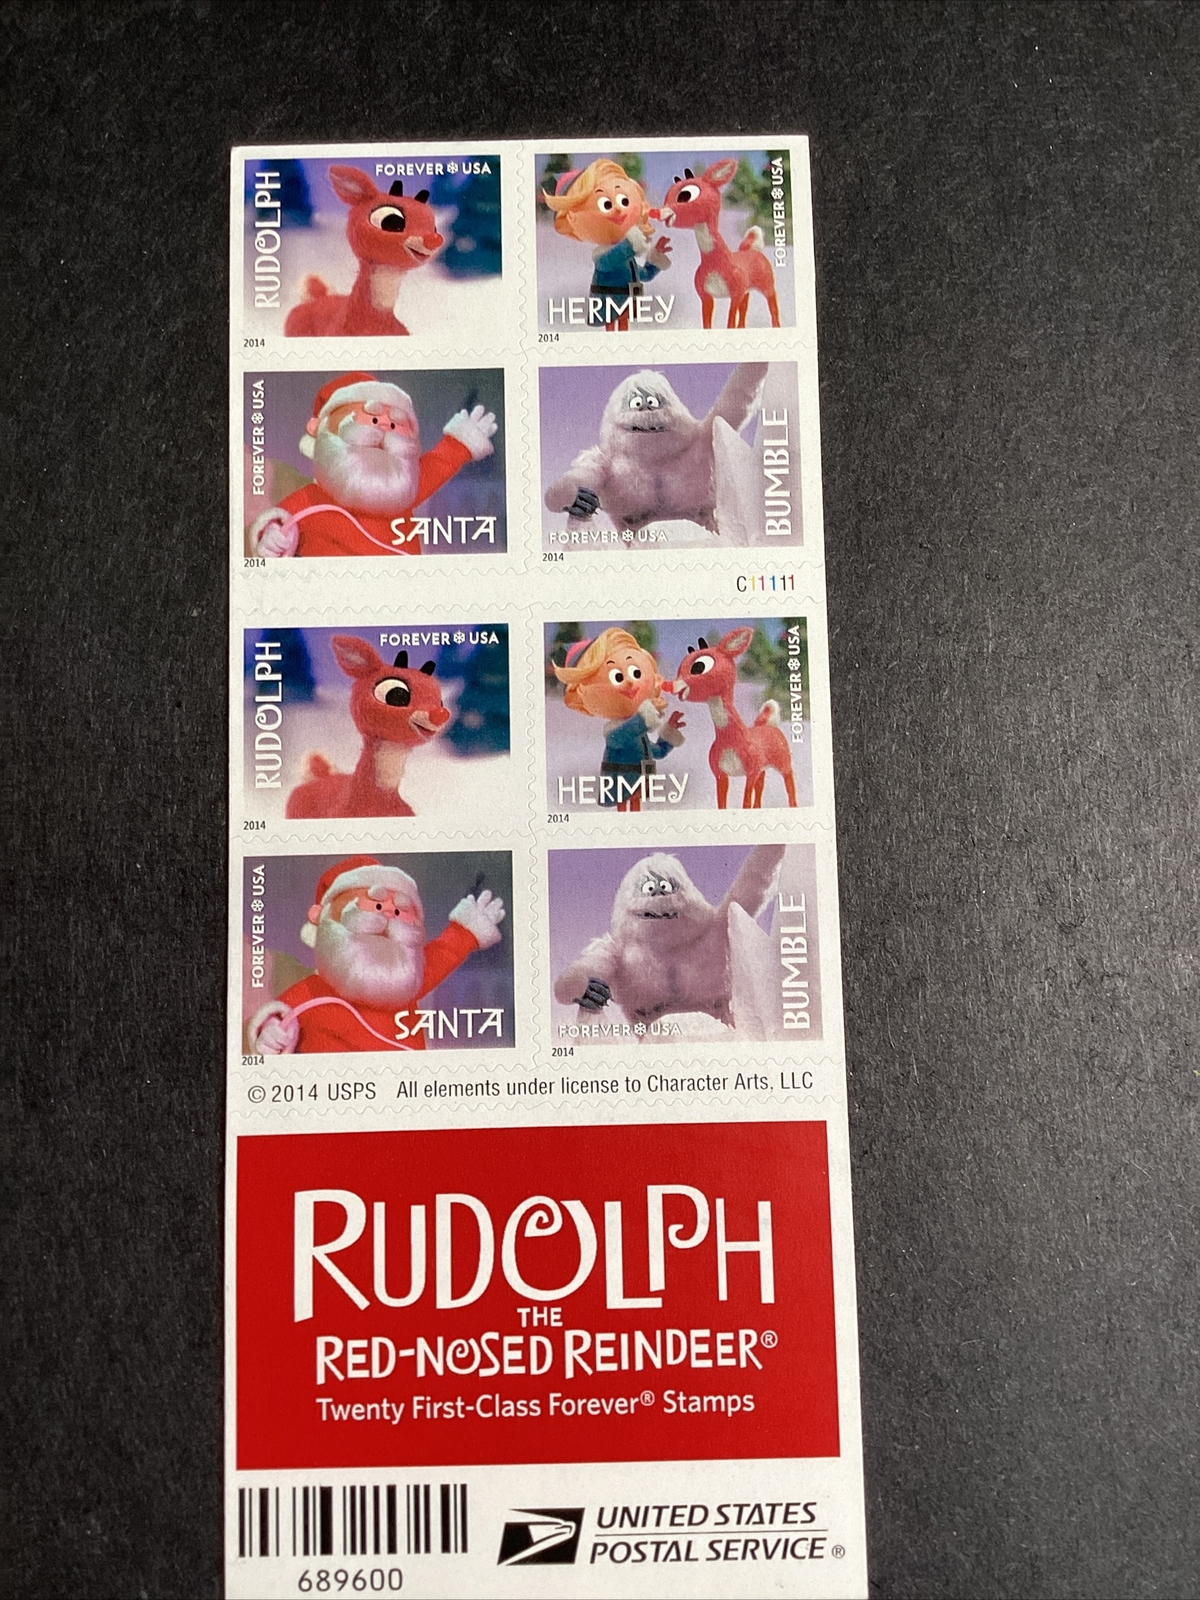 RUDOLPH
FOREVER USA
2014
HERMEY
FOREVER USA
2014
FOREVER USA
SANTA
2014
BUMBLE
FOREVER USA
2014
C11111
RUDOLPH
FOREVER USA
2014
HERMEY
FOREVER USA
2014
FOREVER USA
SANTA
2014
BUMBLE
FOREVER USA
2014
© 2014 USPS All elements under license to Character Arts, LLC
RUDOLPH
THE
RED-NOSED REINDEER®
Twenty First-Class Forever® Stamps
689600
UNITED STATES
POSTAL SERVICE®